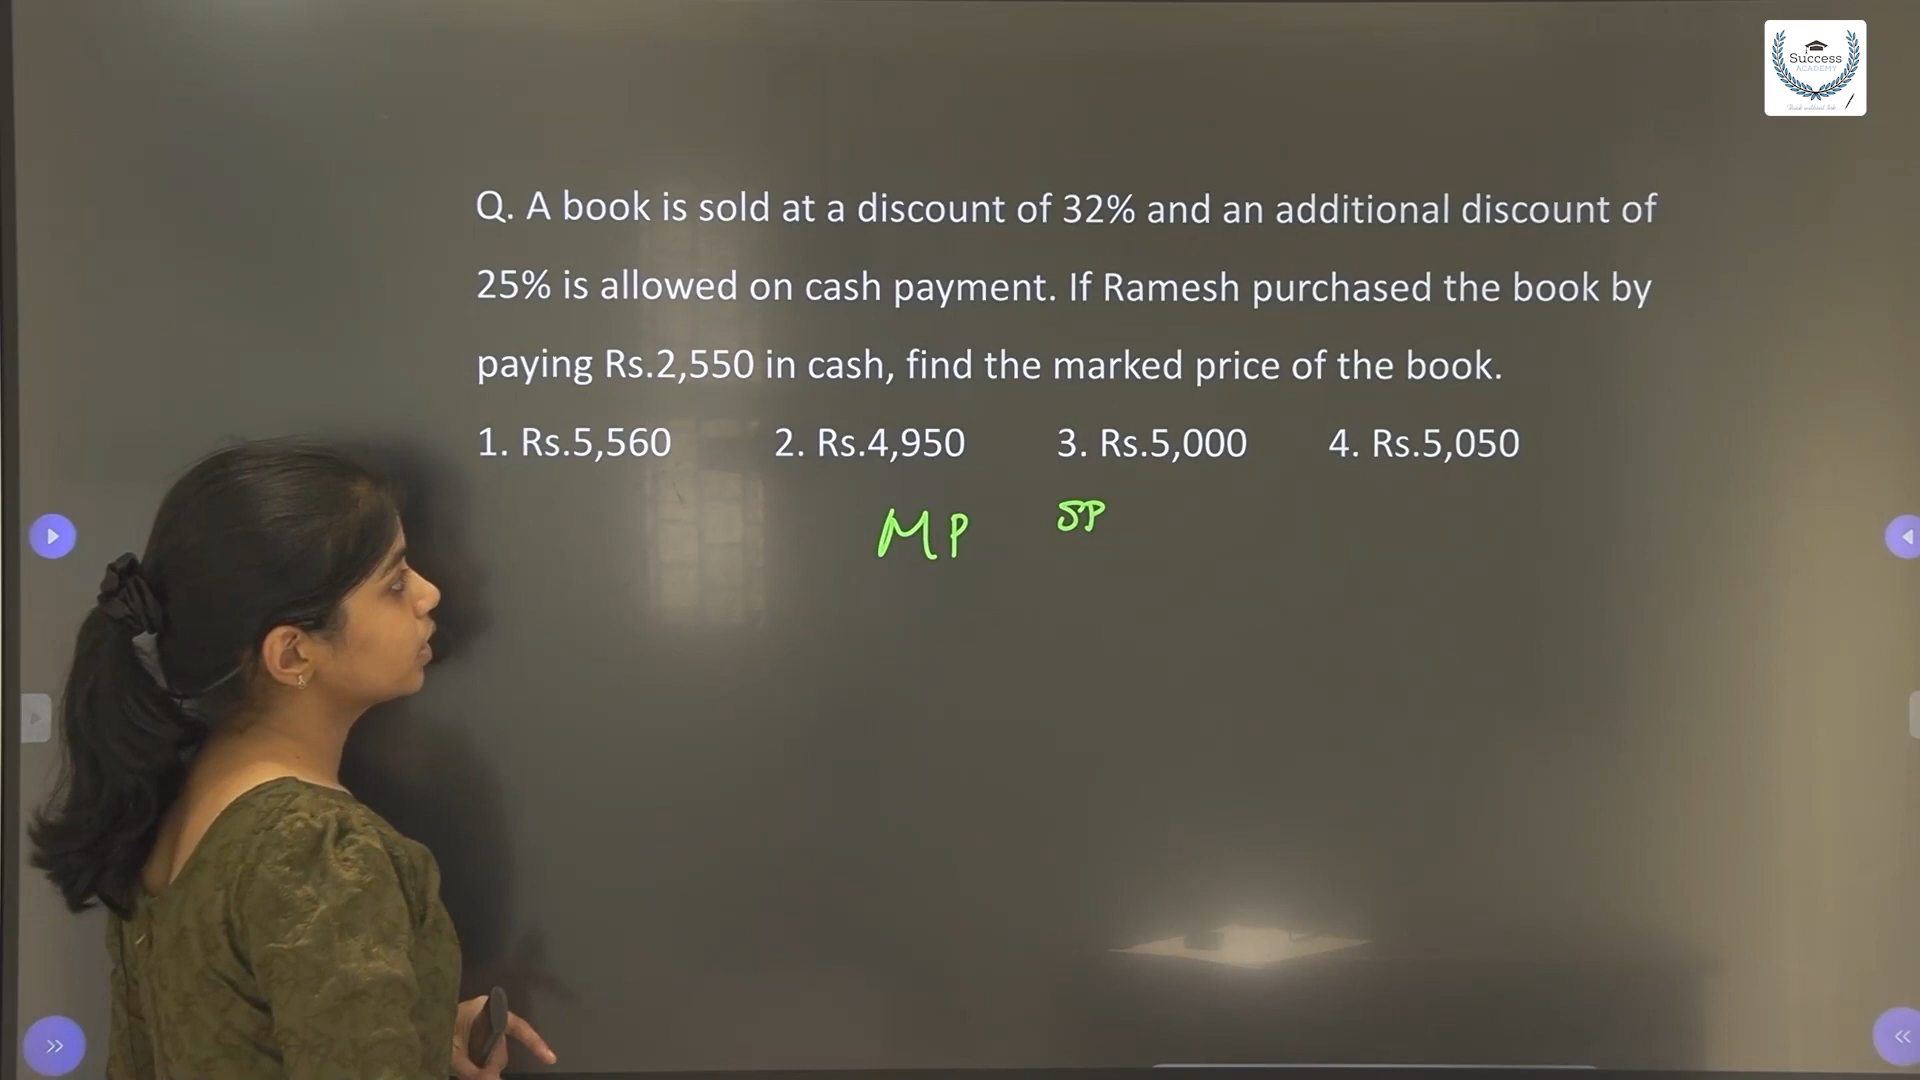 Success
ACADEMY
Q. A book is sold at a discount of 32% and an additional discount of
25% is allowed on cash payment. If Ramesh purchased the book by
paying Rs.2,550 in cash, find the marked price of the book.
1. Rs.5,560 2. Rs.4,950 3. Rs.5,000 4. Rs.5,050
MP SP